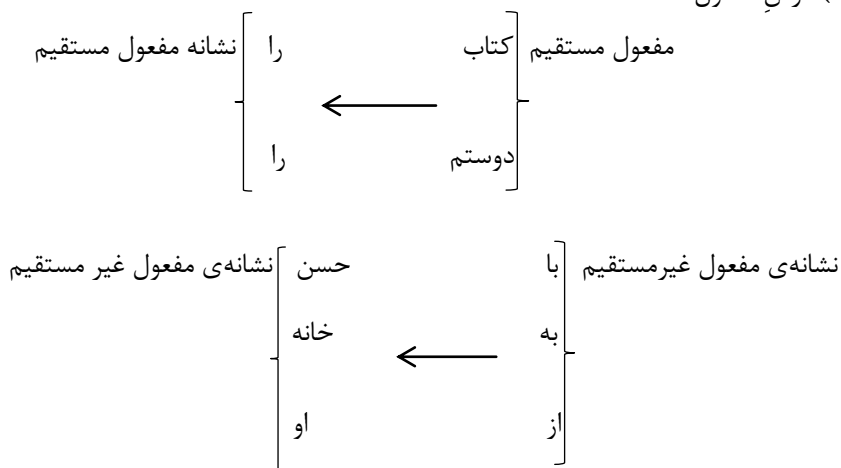 مفعول مستقیم کتاب را نشانه مفعول مستقیم
دوستم را
نشانه‌ی مفعول غیرمستقیم با حسن نشانه‌ی مفعول غیر مستقیم
به خانه
از او